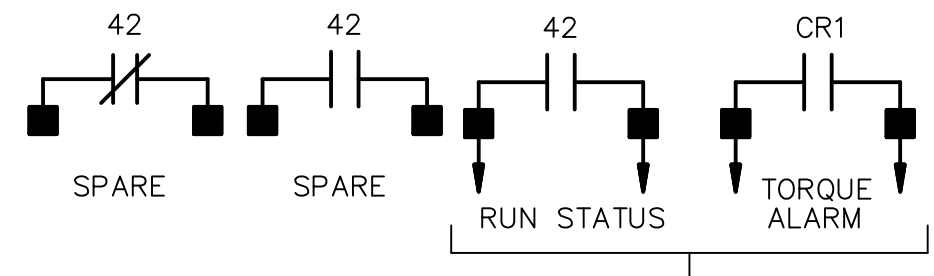 42 42 42 CR1
SPARE SPARE RUN STATUS TORQUE
ALARM